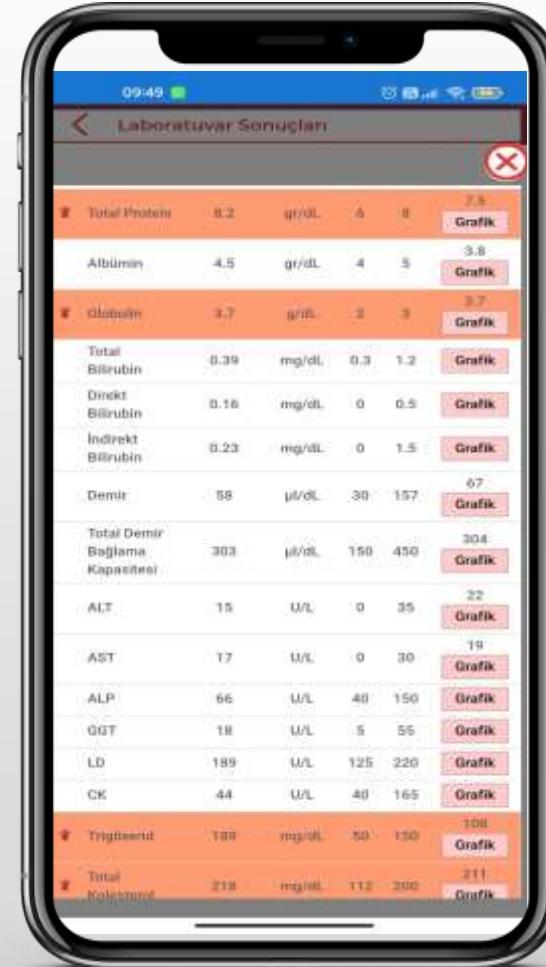 09:49
Laboratuvar Sonuçları
7.5
Total Protein 8.2 gr/dL 6 8 Grafik
3.8
Albümin 4.5 gr/dL 4 5 Grafik
3.7
Globulin 3.7 g/dL 2 3 Grafik
Total
Bilirubin 0.39 mg/dL 0.3 1.2 Grafik
Direkt
Bilirubin 0.16 mg/dL 0 0.5 Grafik
İndirekt
Bilirubin 0.23 mg/dL 0 1.5 Grafik
67
Demir 58 µl/dL 30 157 Grafik
Total Demir
304
Bağlama 303 µl/dL 150 450
Kapasitesi Grafik
22
ALT 15 U/L 0 35 Grafik
19
AST 17 U/L 0 30 Grafik
ALP 66 U/L 40 150 Grafik
GGT 18 U/L 5 55 Grafik
LD 189 U/L 125 220 Grafik
CK 44 U/L 40 165 Grafik
108
Trigliserid 189 mg/dL 50 150 Grafik
Total 211
Kolesterol 218 mg/dL 112 200 Grafik